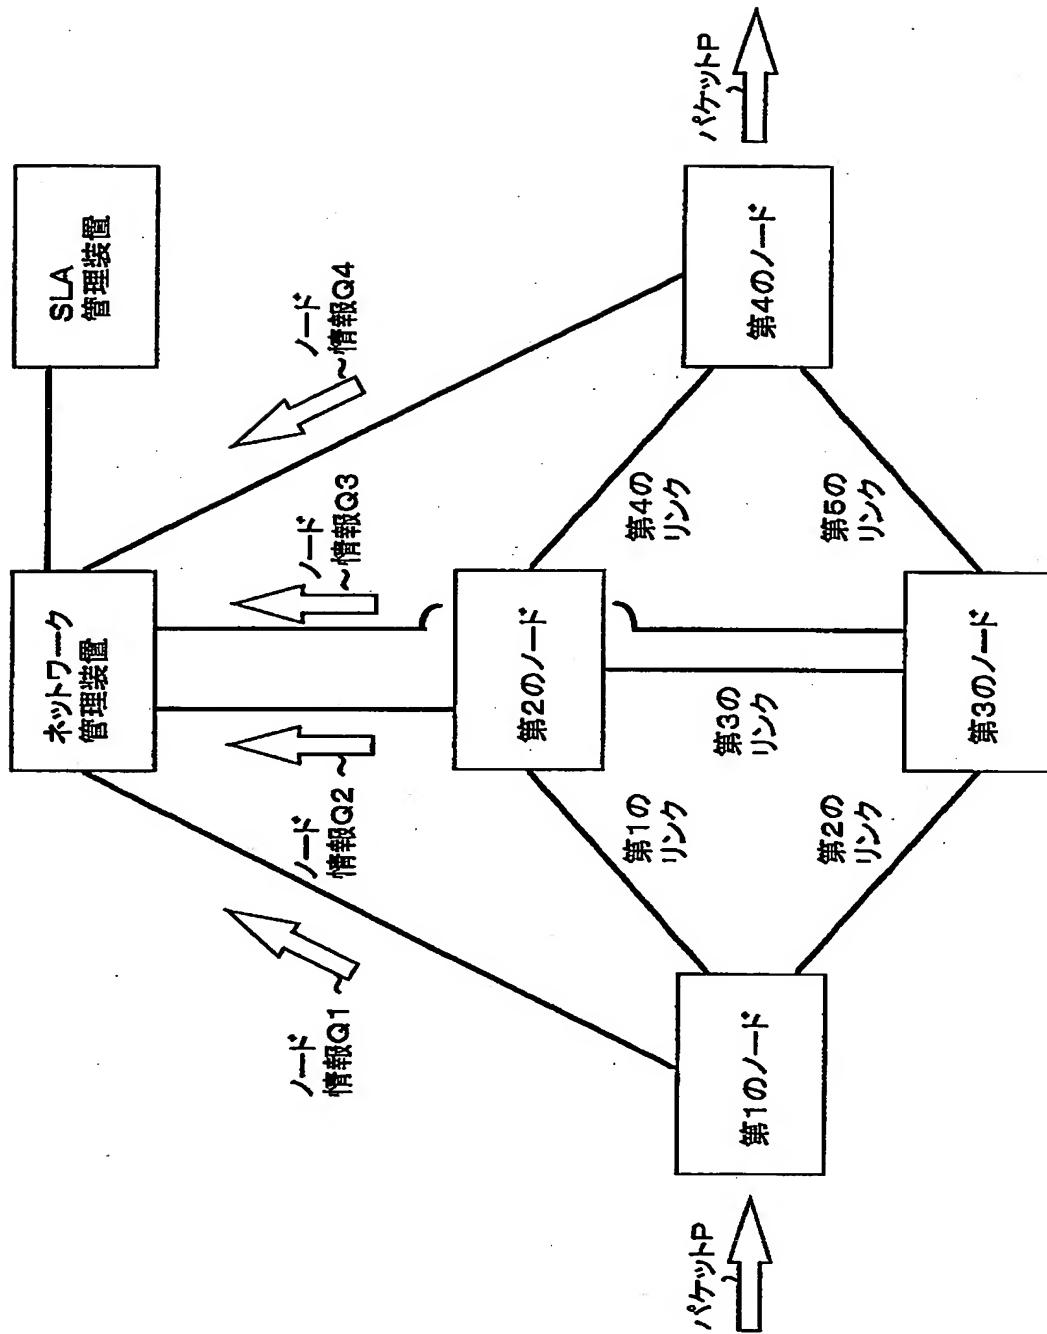 SLA
管理装置
ネットワーク
管理装置
ノード
情報Q1
ノード
情報Q2
ノード
情報Q3
ノード
情報Q4
パケットP
第1のノード
第2のノード
第3のノード
第4のノード
パケットP
第1の
リンク
第2の
リンク
第3の
リンク
第4の
リンク
第5の
リンク